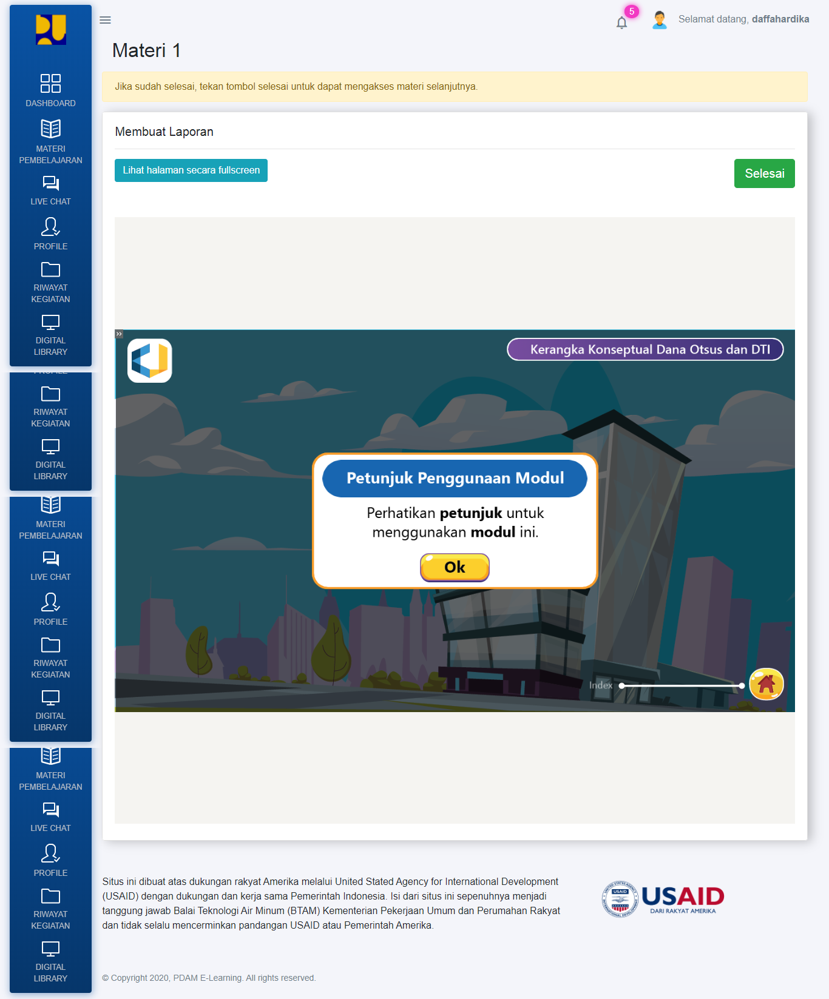 5
Selamat datang, daffahardika
Materi 1
Jika sudah selesai, tekan tombol selesai untuk dapat mengakses materi selanjutnya.
DASHBOARD
MATERI
PEMBELAJARAN
LIVE CHAT
PROFILE
RIWAYAT
KEGIATAN
DIGITAL
LIBRARY
RIWAYAT
KEGIATAN
DIGITAL
LIBRARY
MATERI
PEMBELAJARAN
LIVE CHAT
PROFILE
RIWAYAT
KEGIATAN
DIGITAL
LIBRARY
MATERI
PEMBELAJARAN
LIVE CHAT
PROFILE
RIWAYAT
KEGIATAN
DIGITAL
LIBRARY
Membuat Laporan
Lihat halaman secara fullscreen
Selesai
Kerangka Konseptual Dana Otsus dan DTI
Petunjuk Penggunaan Modul
Perhatikan petunjuk untuk
menggunakan modul ini.
Ok
Index
Situs ini dibuat atas dukungan rakyat Amerika melalui United Stated Agency for International Development
(USAID) dengan dukungan dan kerja sama Pemerintah Indonesia. Isi dari situs ini sepenuhnya menjadi
tanggung jawab Balai Teknologi Air Minum (BTAM) Kementerian Pekerjaan Umum dan Perumahan Rakyat
dan tidak selalu mencerminkan pandangan USAID atau Pemerintah Amerika.
USAID
USAID
DARI RAKYAT AMERIKA
© Copyright 2020, PDAM E-Learning. All rights reserved.